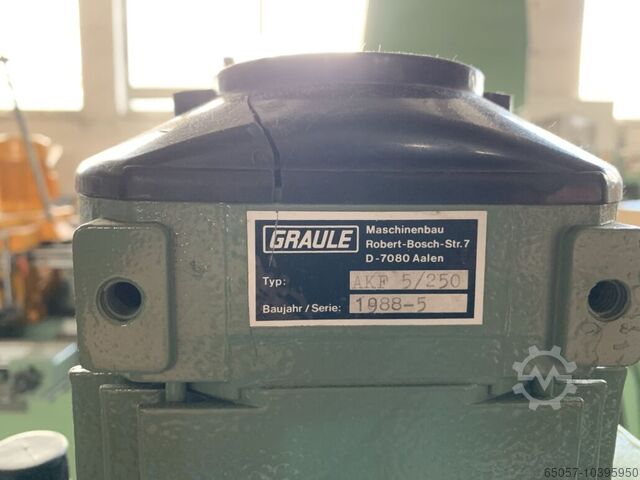 GRAULE
Maschinenbau
Robert-Bosch-Str.7
D-7080 Aalen
Typ: AKF 5/250
Baujahr/Serie: 1988-5
65057-10395950